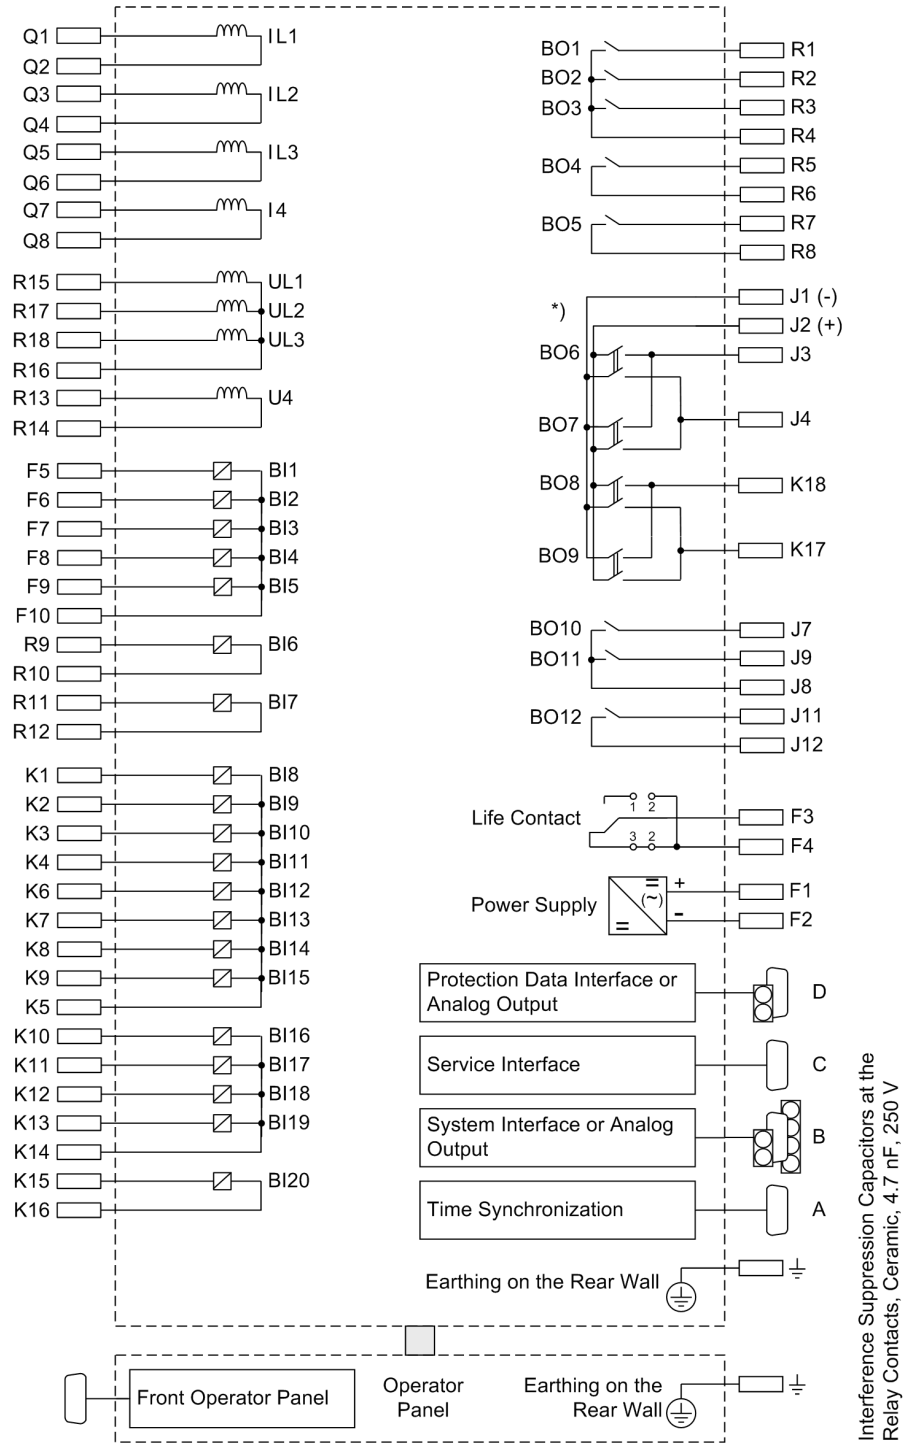 Q1 IL1
Q2
Q3 IL2
Q4
Q5 IL3
Q6
Q7 I4
Q8
R15 UL1
R17 UL2
R18 UL3
R16
R13 U4
R14
F5 BI1
F6 BI2
F7 BI3
F8 BI4
F9 BI5
F10
R9 BI6
R10
R11 BI7
R12
K1 BI8
K2 BI9
K3 BI10
K4 BI11
K6 BI12
K7 BI13
K8 BI14
K9 BI15
K5
K10 BI16
K11 BI17
K12 BI18
K13 BI19
K14
K15 BI20
K16
BO1 R1
BO2 R2
BO3 R3
R4
BO4 R5
R6
BO5 R7
R8
*)
J1 (-)
J2 (+)
BO6 J3
BO7 J4
BO8 K18
BO9 K17
BO10 J7
BO11 J9
J8
BO12 J11
J12
1 2
Life Contact F3
3 2
F4
Power Supply = (~) = + - F1
F2
Protection Data Interface or
Analog Output
D
Service Interface C
System Interface or Analog
Output
B
Time Synchronization A
Earthing on the Rear Wall
Front Operator Panel
Operator
Panel
Earthing on the
Rear Wall
Interference Suppression Capacitors at the
Relay Contacts, Ceramic, 4.7 nF, 250 V